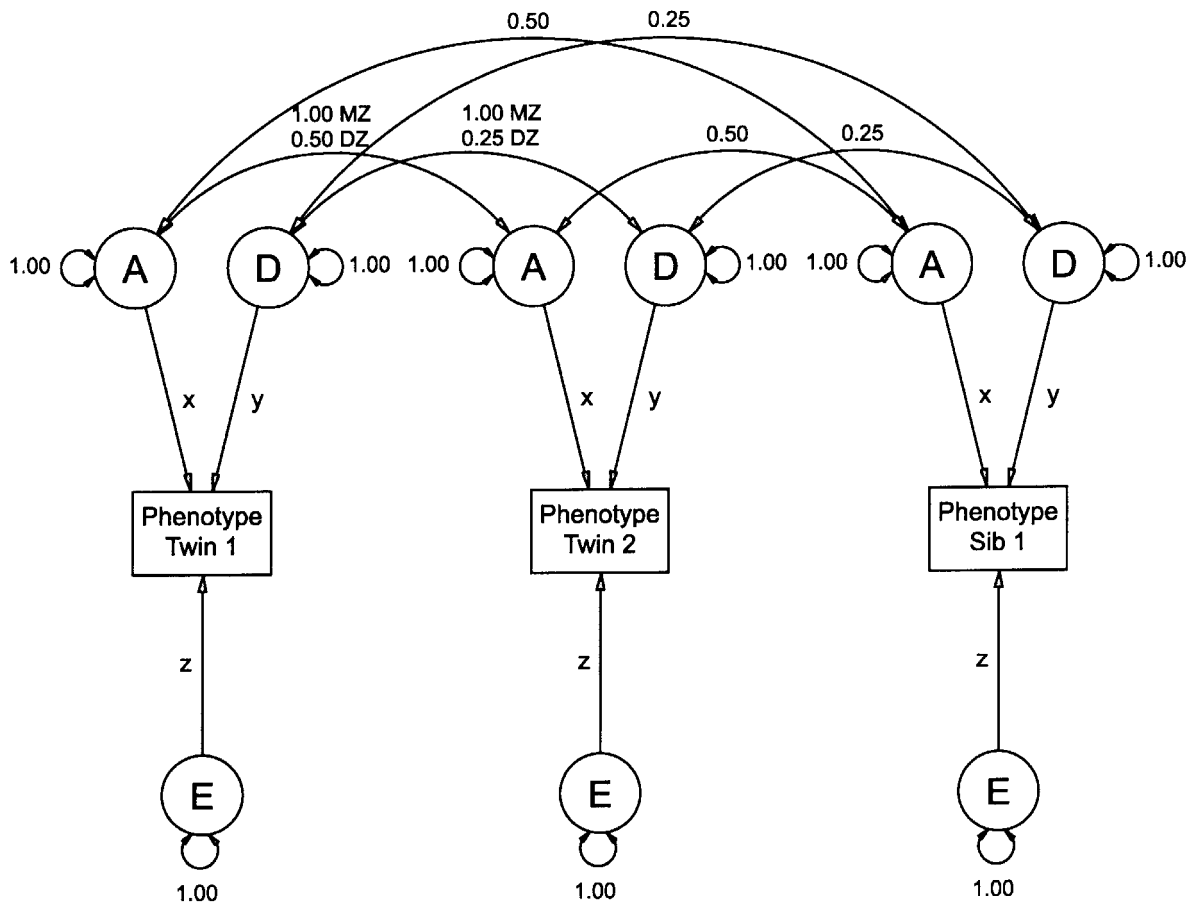 0.50
0.25
1.00 MZ
0.50 DZ
1.00 MZ
0.25 DZ
0.50
0.25
1.00 A D 1.00 1.00 A D 1.00 1.00 A D 1.00
x y x y x y
Phenotype
Twin 1
Phenotype
Twin 2
Phenotype
Sib 1
z z z
E E E
1.00 1.00 1.00